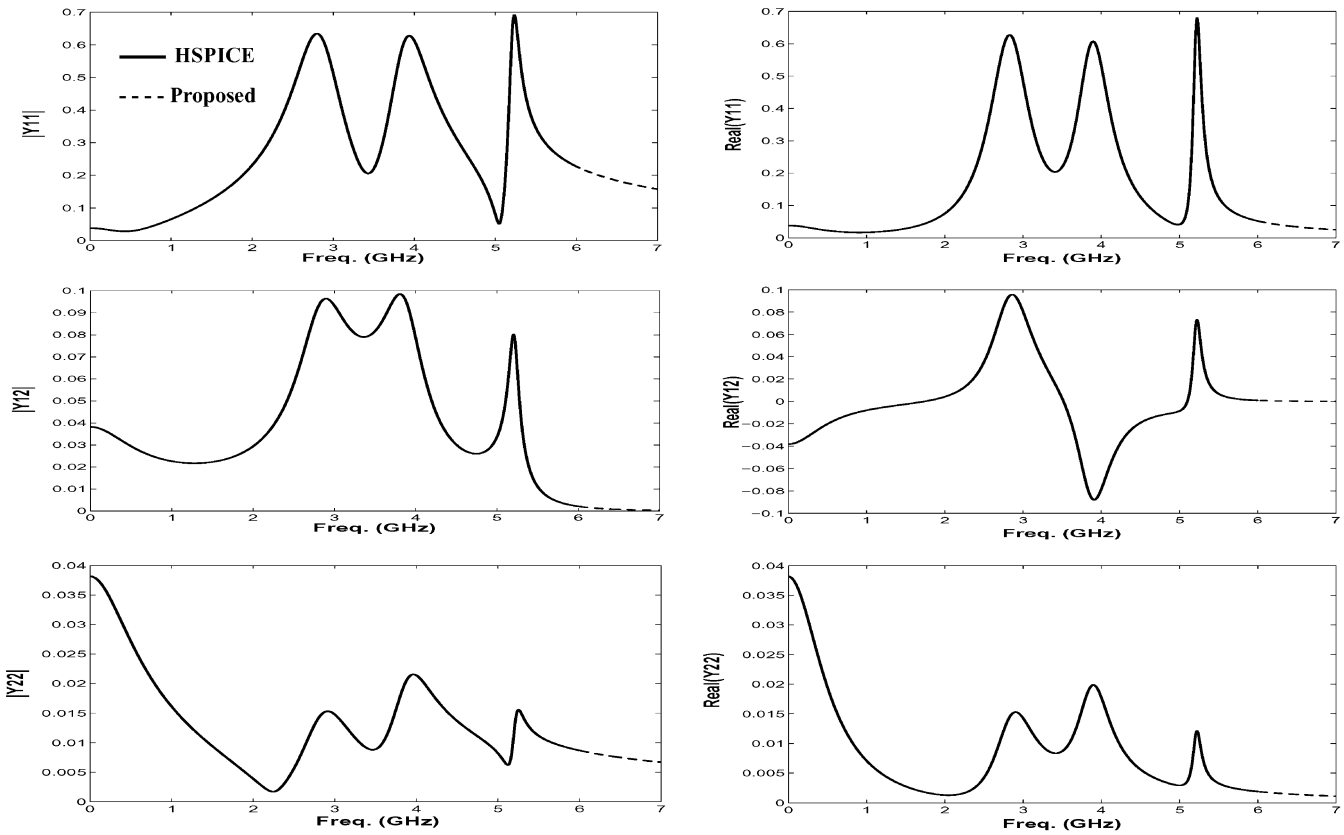 0.7
0.6
0.5
0.4
0.3
0.2
0.1
0
|Y11|
HSPICE
Proposed
0 1 2 3 4 5 6 7
Freq. (GHz)
0.7
0.6
0.5
0.4
0.3
0.2
0.1
0
Real(Y11)
0 1 2 3 4 5 6 7
Freq. (GHz)
0.1
0.09
0.08
0.07
0.06
0.05
0.04
0.03
0.02
0.01
0
|Y12|
0 1 2 3 4 5 6 7
Freq. (GHz)
0.1
0.08
0.06
0.04
0.02
0
−0.02
−0.04
−0.06
−0.08
−0.1
Real(Y12)
0 1 2 3 4 5 6 7
Freq. (GHz)
0.04
0.035
0.03
0.025
0.02
0.015
0.01
0.005
0
|Y22|
0 1 2 3 4 5 6 7
Freq. (GHz)
0.04
0.035
0.03
0.025
0.02
0.015
0.01
0.005
0
Real(Y22)
0 1 2 3 4 5 6 7
Freq. (GHz)